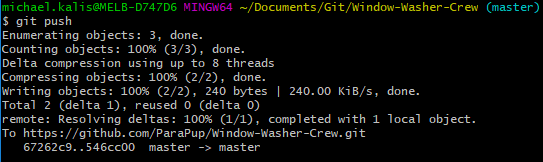 michael.kalis@MELB-D747D6 MINGW64 ~/Documents/Git/Window-Washer-Crew (master)
$ git push
Enumerating objects: 3, done.
Counting objects: 100% (3/3), done.
Delta compression using up to 8 threads
Compressing objects: 100% (2/2), done.
Writing objects: 100% (2/2), 240 bytes | 240.00 KiB/s, done.
Total 2 (delta 1), reused 0 (delta 0)
remote: Resolving deltas: 100% (1/1), completed with 1 local object.
To https://github.com/ParaPup/Window-Washer-Crew.git
   67262c9..546cc00  master -> master